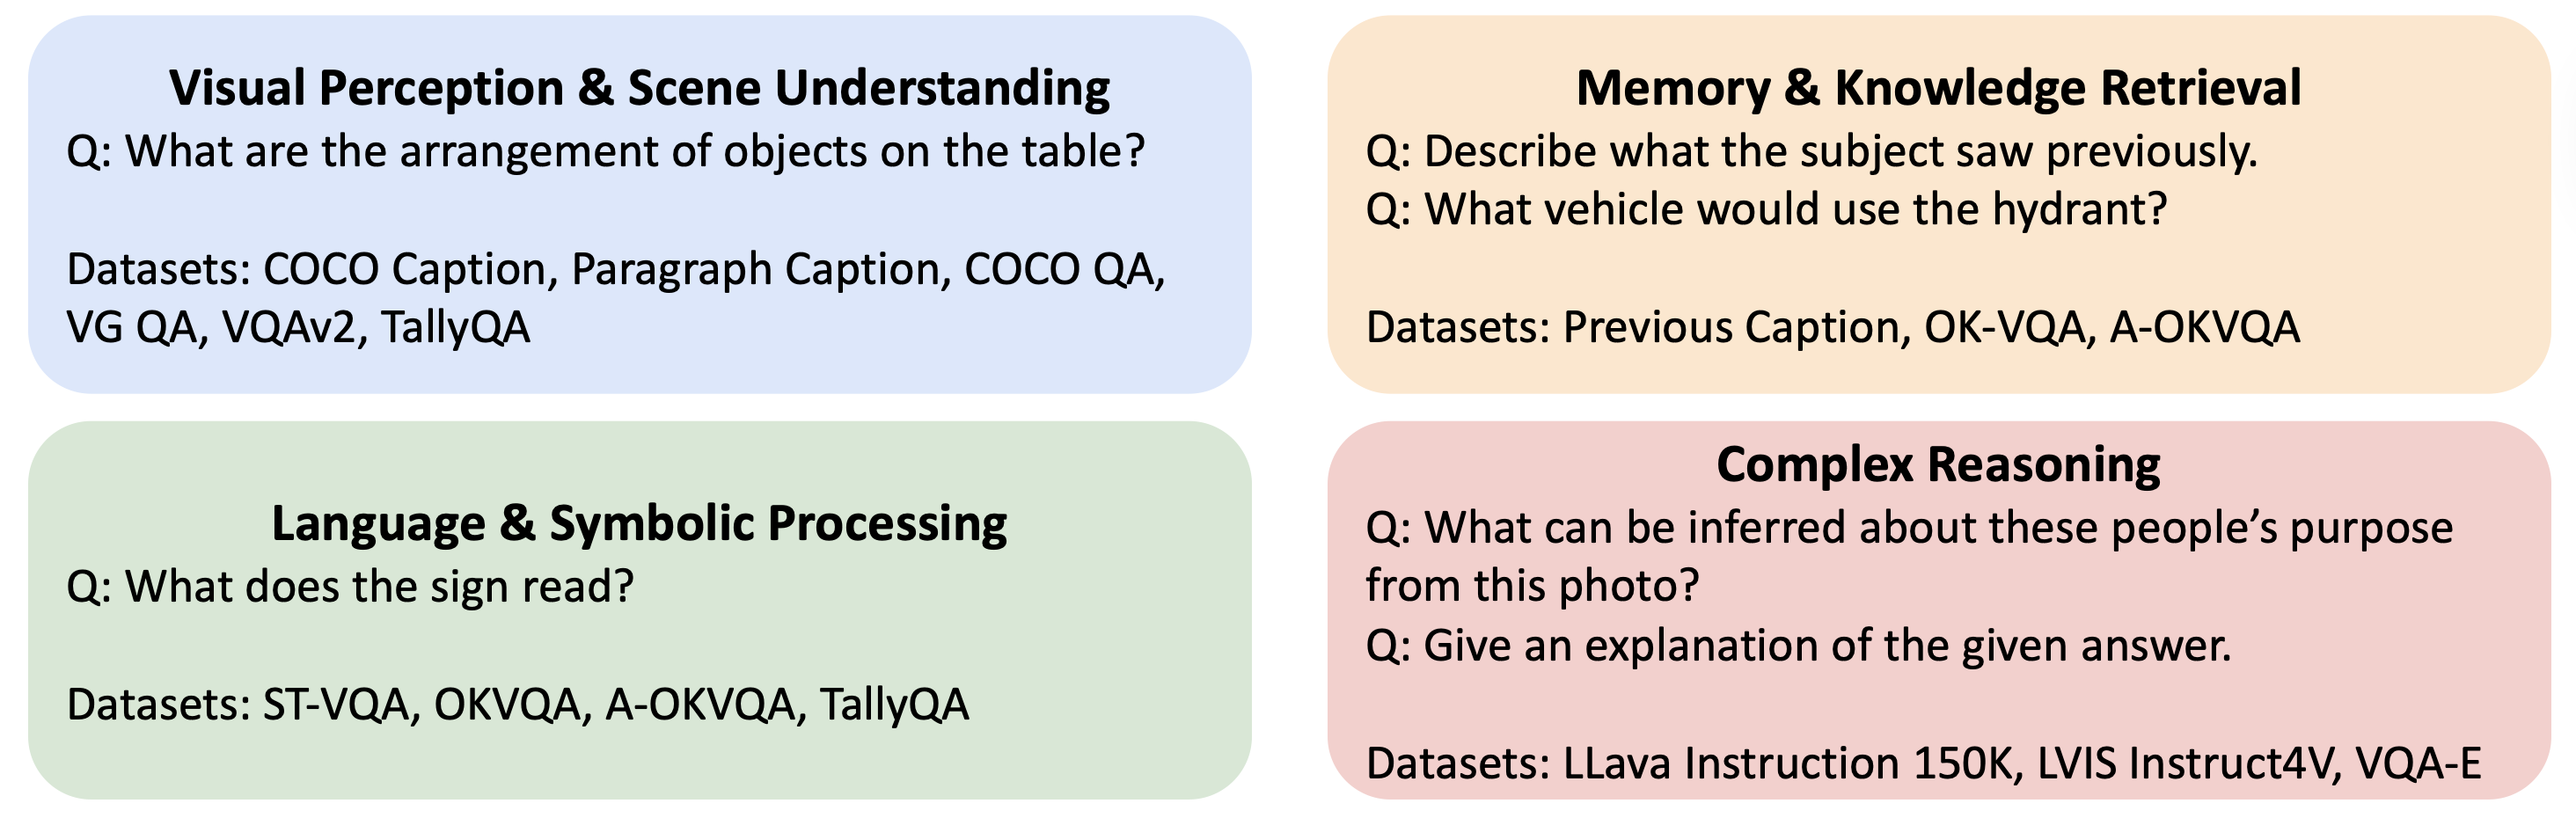 Visual Perception & Scene Understanding
Q: What are the arrangement of objects on the table?
Datasets: COCO Caption, Paragraph Caption, COCO QA,
VG QA, VQAv2, TallyQA
Memory & Knowledge Retrieval
Q: Describe what the subject saw previously.
Q: What vehicle would use the hydrant?
Datasets: Previous Caption, OK-VQA, A-OKVQA
Language & Symbolic Processing
Q: What does the sign read?
Datasets: ST-VQA, OKVQA, A-OKVQA, TallyQA
Complex Reasoning
Q: What can be inferred about these people’s purpose
from this photo?
Q: Give an explanation of the given answer.
Datasets: LLava Instruction 150K, LVIS Instruct4V, VQA-E